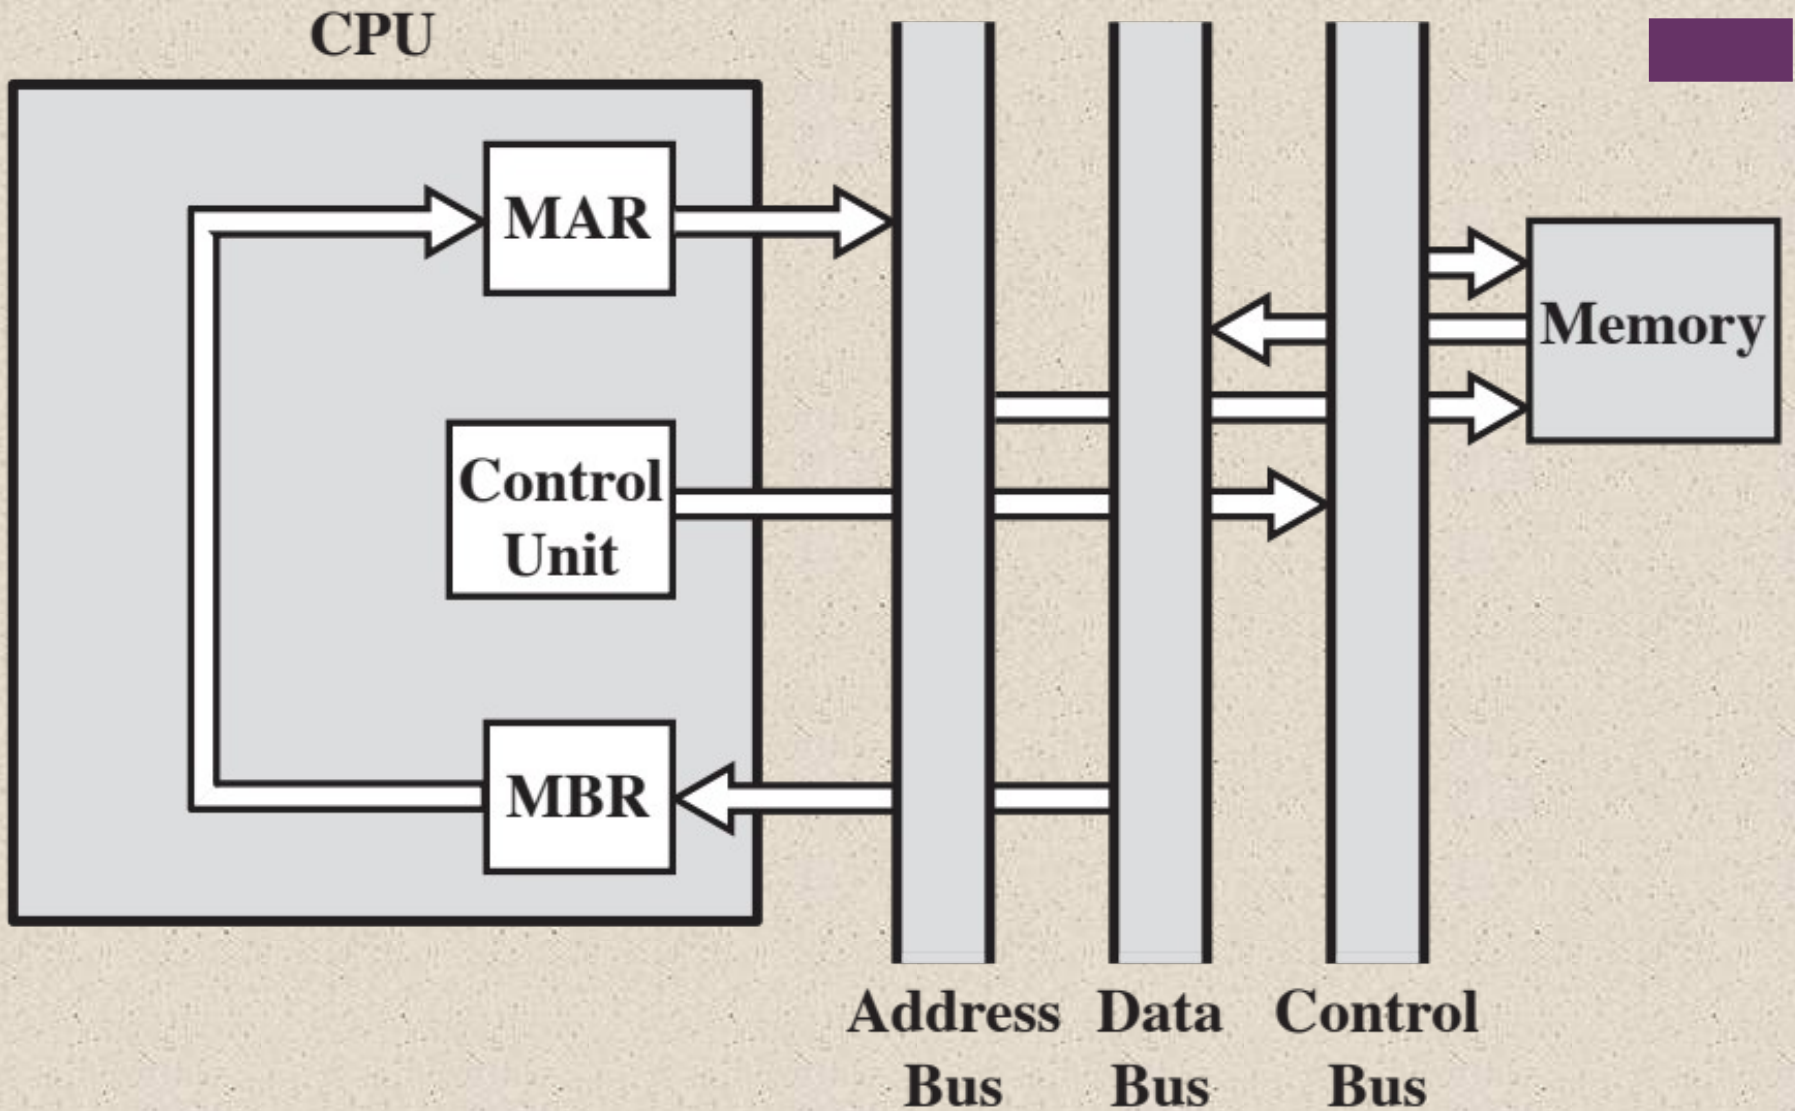 CPU
MAR
Memory
Control
Unit
MBR
Address
Bus
Data
Bus
Control
Bus